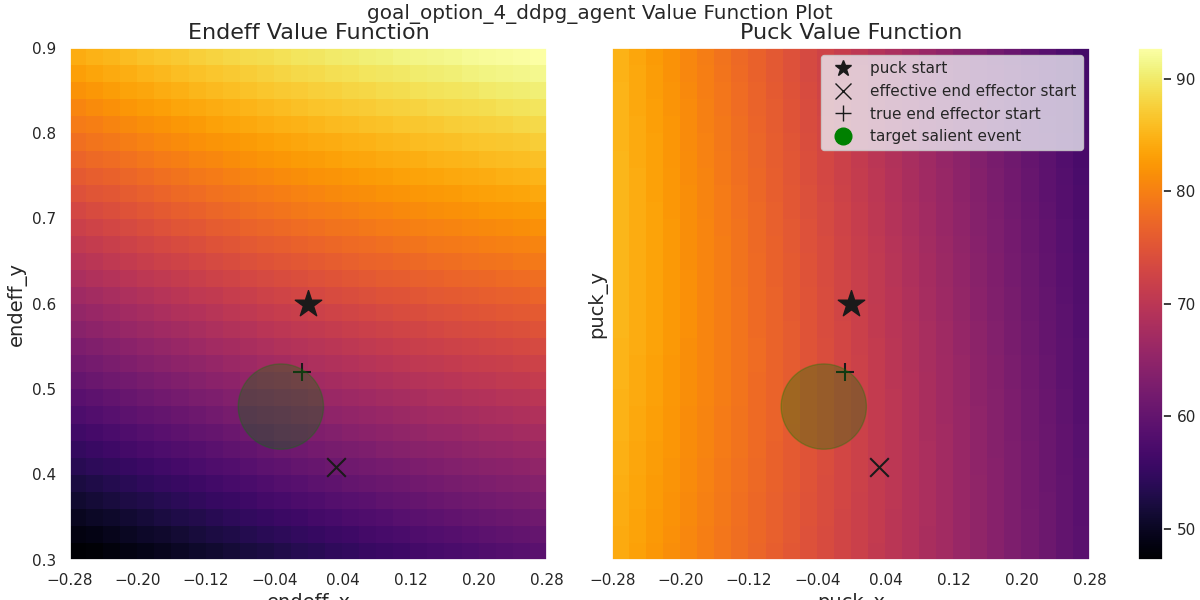 goal_option_4_ddpg_agent Value Function Plot
Endeff Value Function
Puck Value Function
puck start
effective end effector start
true end effector start
target salient event
endeff_y
0.9
0.8
0.7
0.6
0.5
0.4
0.3
−0.28 −0.20 −0.12 −0.04 0.04 0.12 0.20 0.28
endeff_x
puck_y
−0.28 −0.20 −0.12 −0.04 0.04 0.12 0.20 0.28
puck_x
90
80
70
60
50